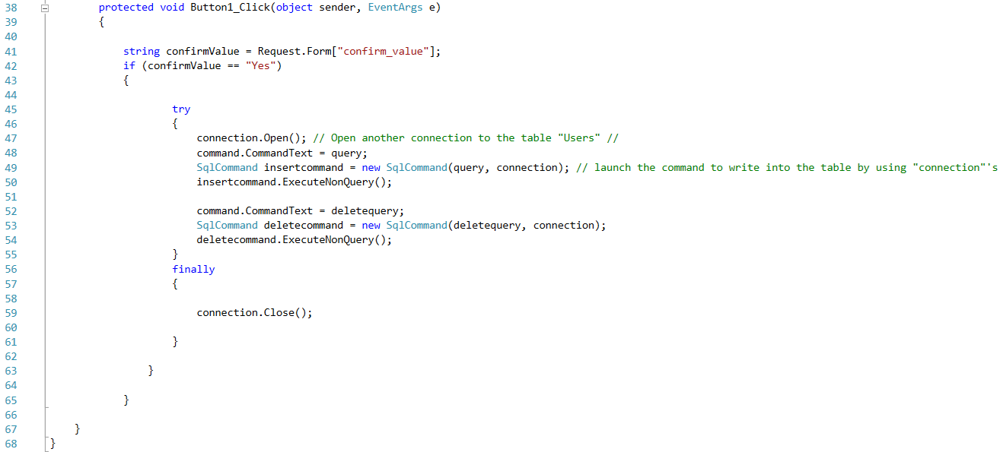 38 protected void Button1_Click(object sender, EventArgs e)
39 {
40
41 string confirmValue = Request.Form["confirm_value"];
42 if (confirmValue == "Yes")
43 {
44
45 try
46 {
47 connection.Open(); // Open another connection to the table "Users" //
48 command.CommandText = query;
49 SqlCommand insertcommand = new SqlCommand(query, connection); // launch the command to write into the table by using "connection"'s
50 insertcommand.ExecuteNonQuery();
51
52 command.CommandText = deletequery;
53 SqlCommand deletecommand = new SqlCommand(deletequery, connection);
54 deletecommand.ExecuteNonQuery();
55 }
56 finally
57 {
58
59 connection.Close();
60
61 }
62
63 }
64
65 }
66
67 }
68 }